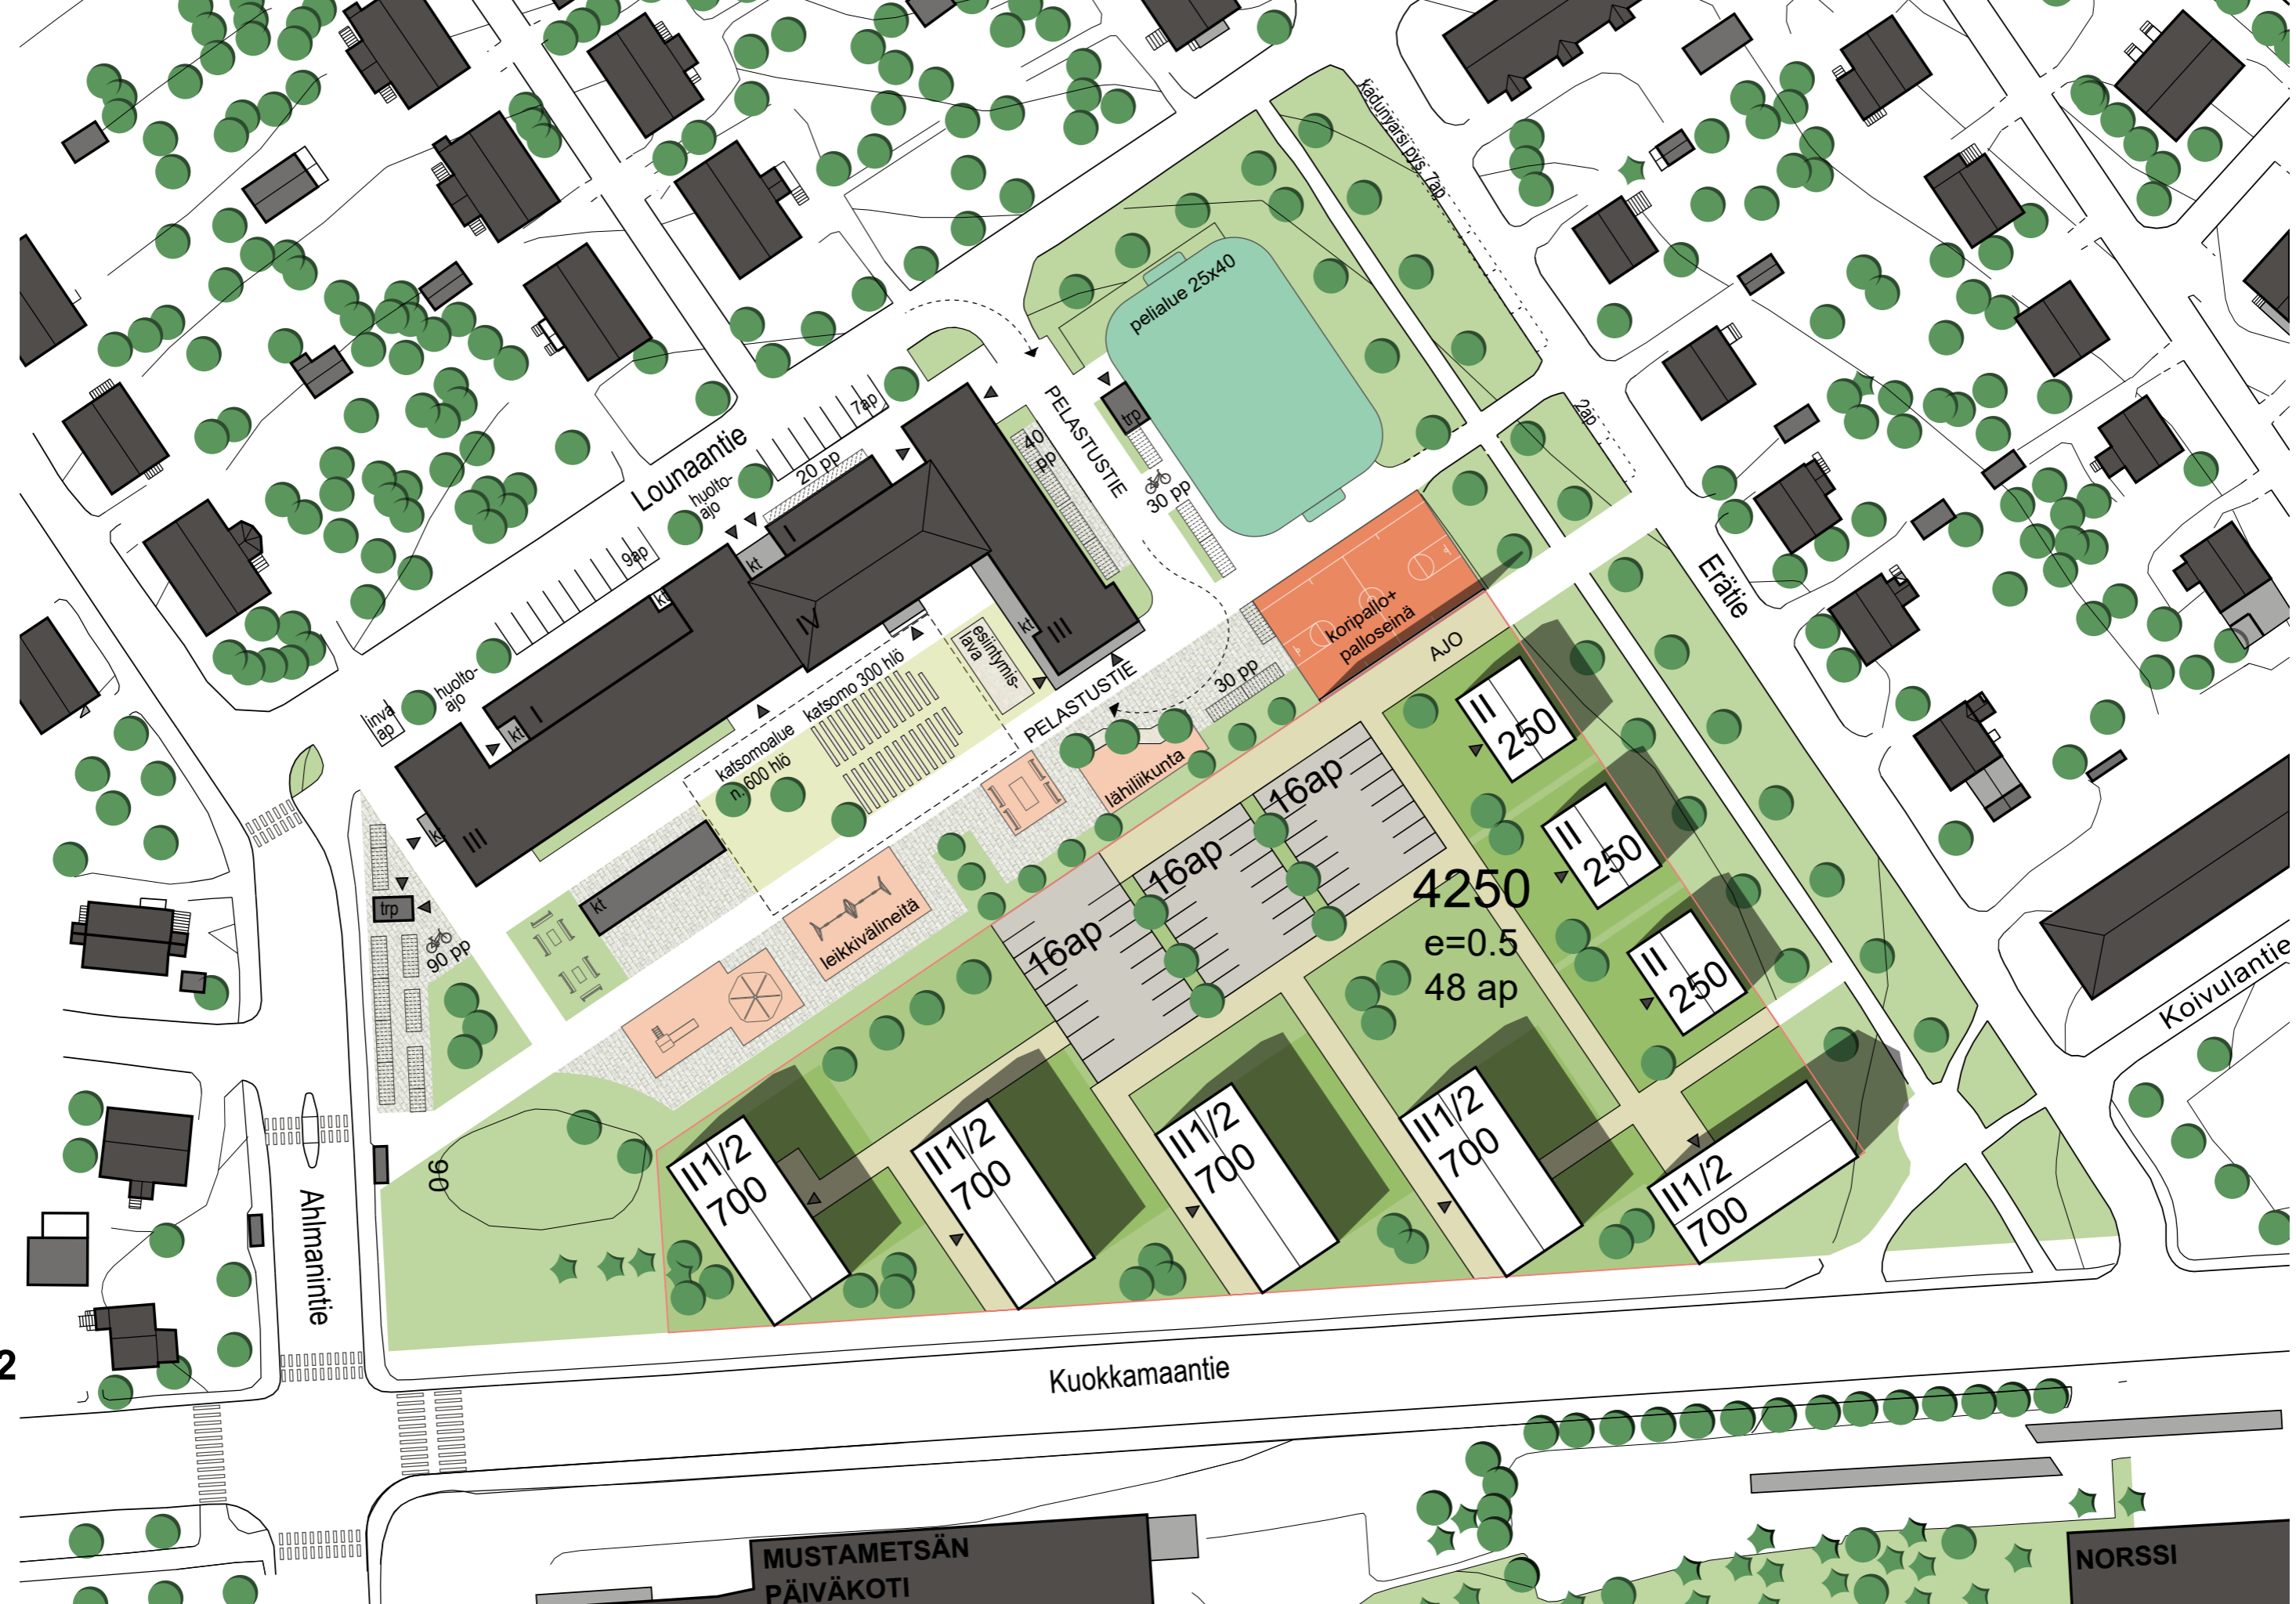 kadunvarsi pys. 7ap
pelialue 25x40
PELASTUSTIE
trp
40
pp
30 pp
7ap
20 pp
Lounaantie
huolto-
ajo
9ap
kt
I
kt
IV
III
kt
esiintymis-
lava
katsomo 300 hlö
katsomoalue
n. 600 hlö
PELASTUSTIE
30 pp
koripallo+
palloseinä
AJO
2ap
Erätie
inva
ap
huolto-
ajo
kt
I
III
kt
kt
trp
90 pp
lähiliikunta
leikkivälineitä
16ap
16ap
16ap
4250
e=0.5
48 ap
II
250
II
250
II
250
II1/2
700
II1/2
700
II1/2
700
II1/2
700
II1/2
700
Koivulantie
90
Ahlmanintie
2
Kuokkamaantie
MUSTAMETSÄN
PÄIVÄKOTI
NORSSI